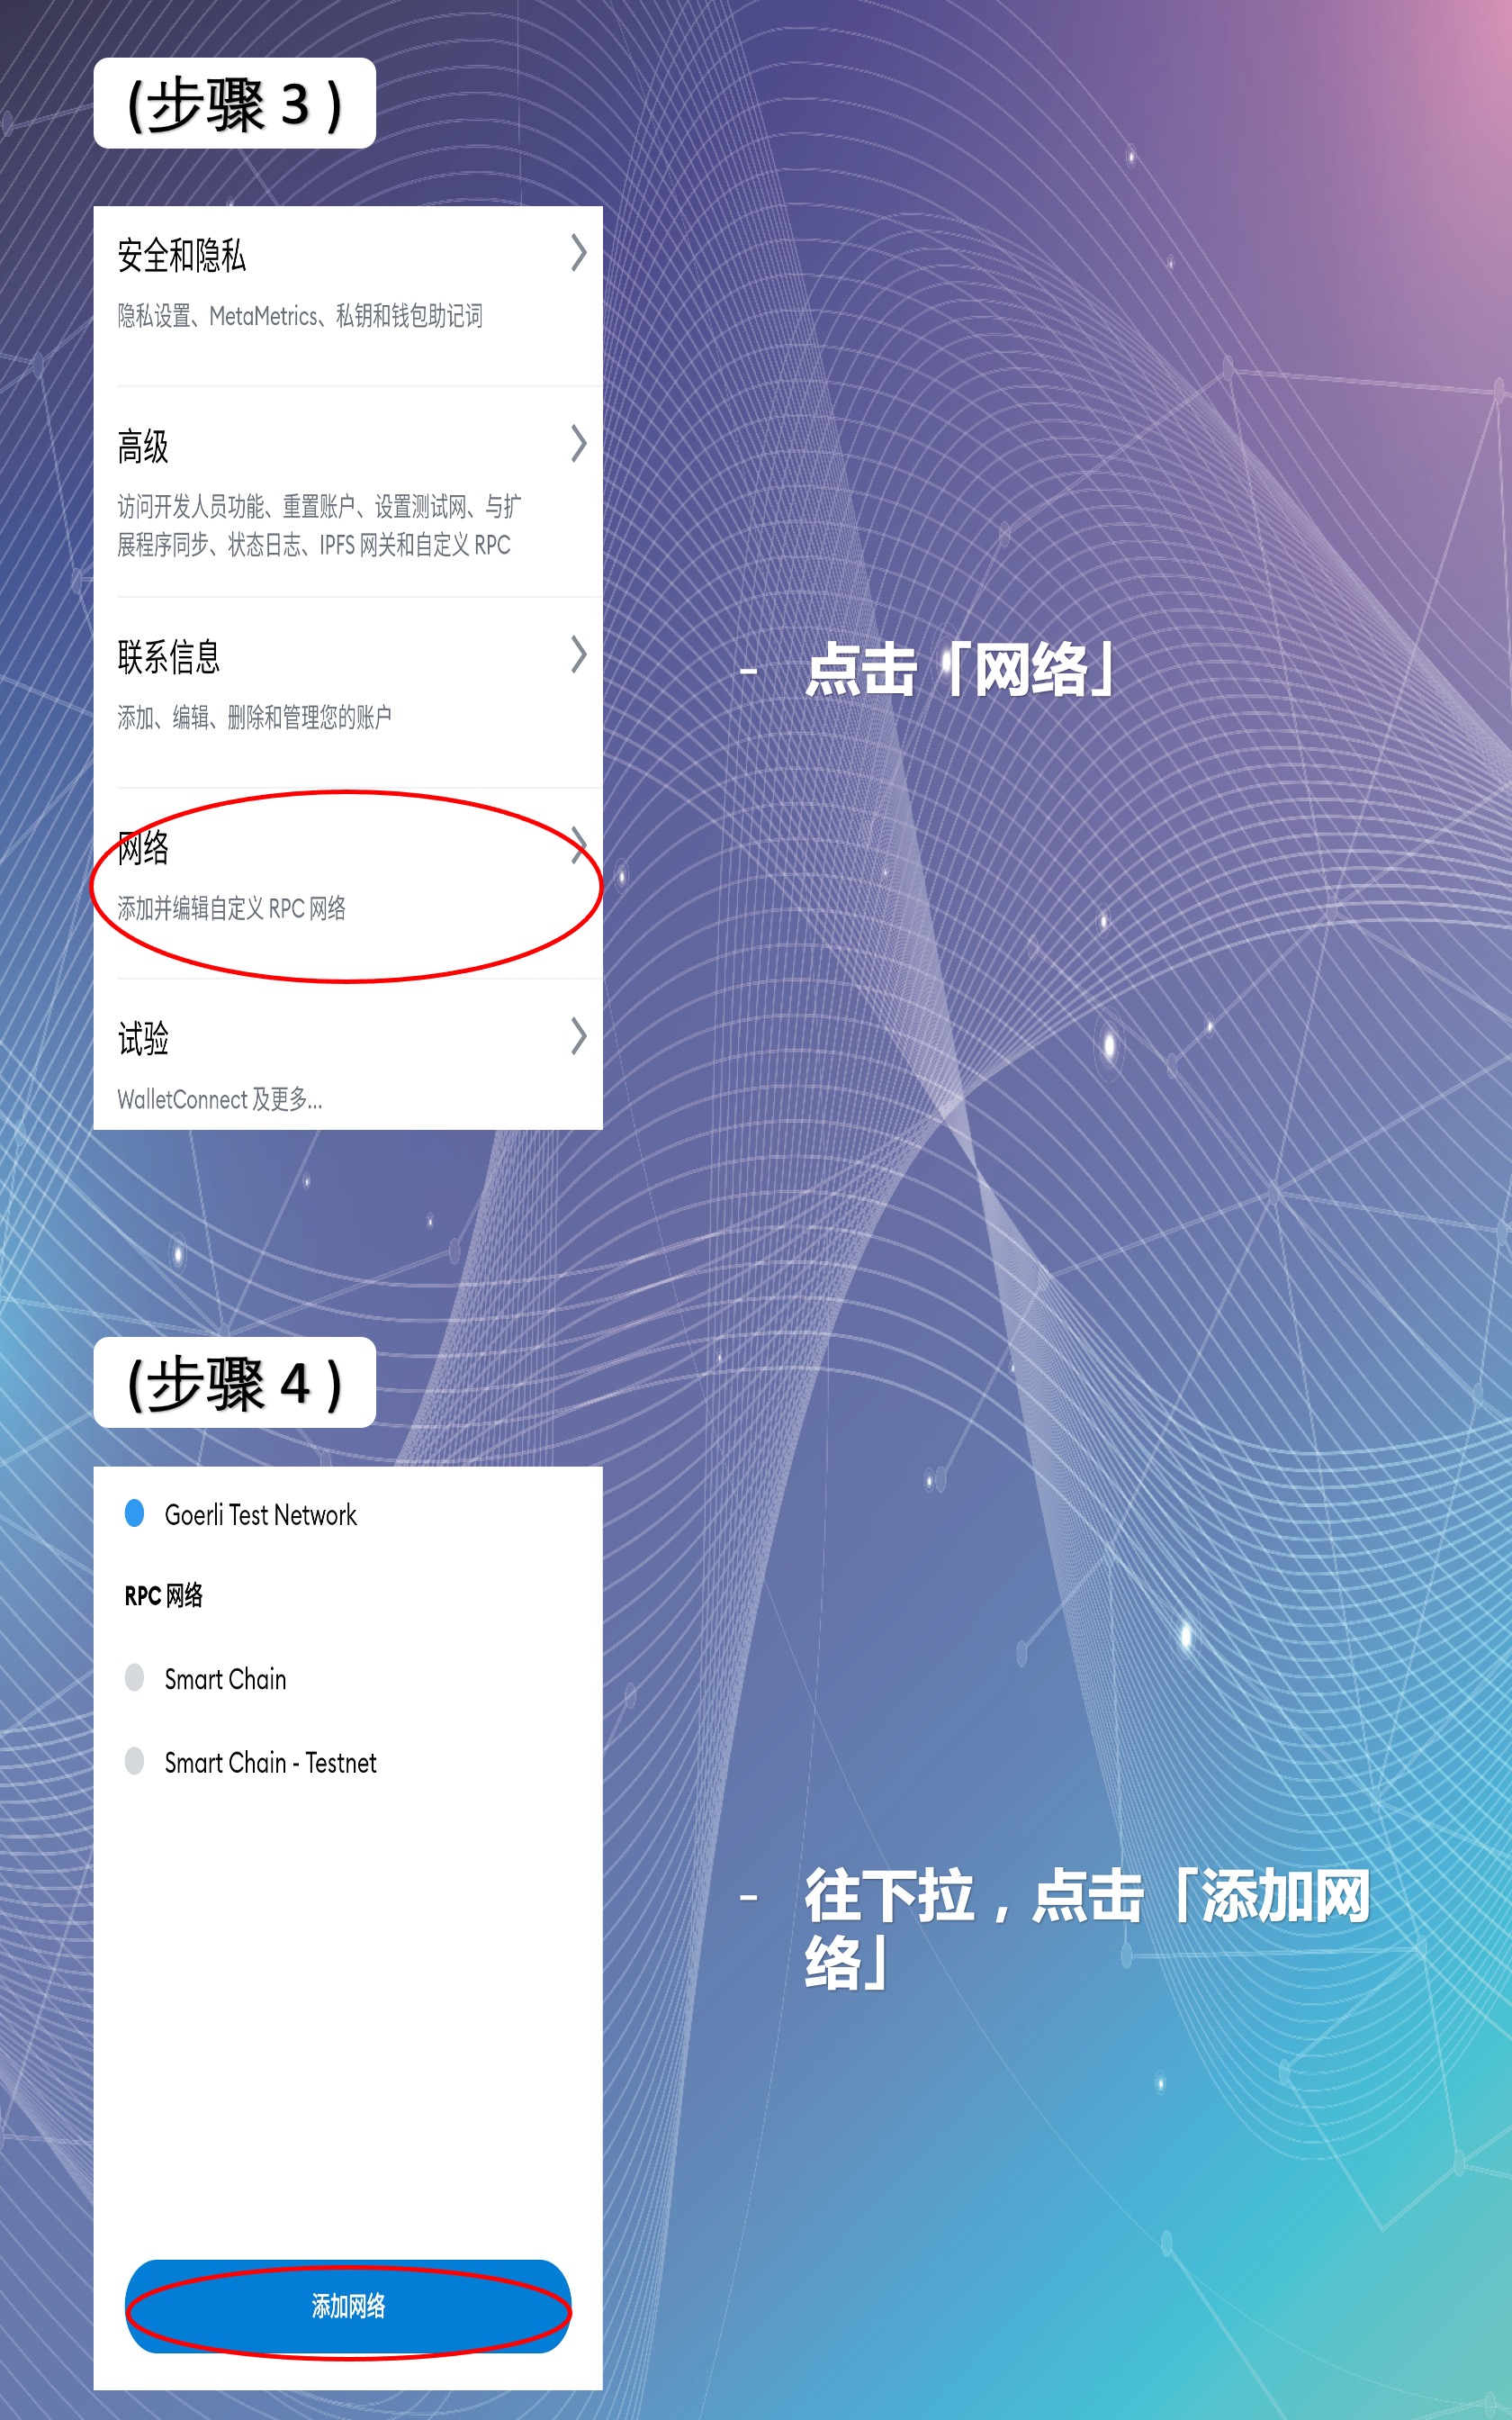 (步骤 3 )
安全和隐私
隐私设置、MetaMetrics、私钥和钱包助记词
高级
访问开发人员功能、重置账户、设置测试网、与扩
展程序同步、状态日志、IPFS 网关和自定义 RPC
联系信息
添加、编辑、删除和管理您的账户
网络
添加并编辑自定义 RPC 网络
试验
WalletConnect 及更多...
- 点击「网络」
(步骤 4 )
Goerli Test Network
RPC 网络
Smart Chain
Smart Chain - Testnet
添加网络
- 往下拉，点击「添加网
络」